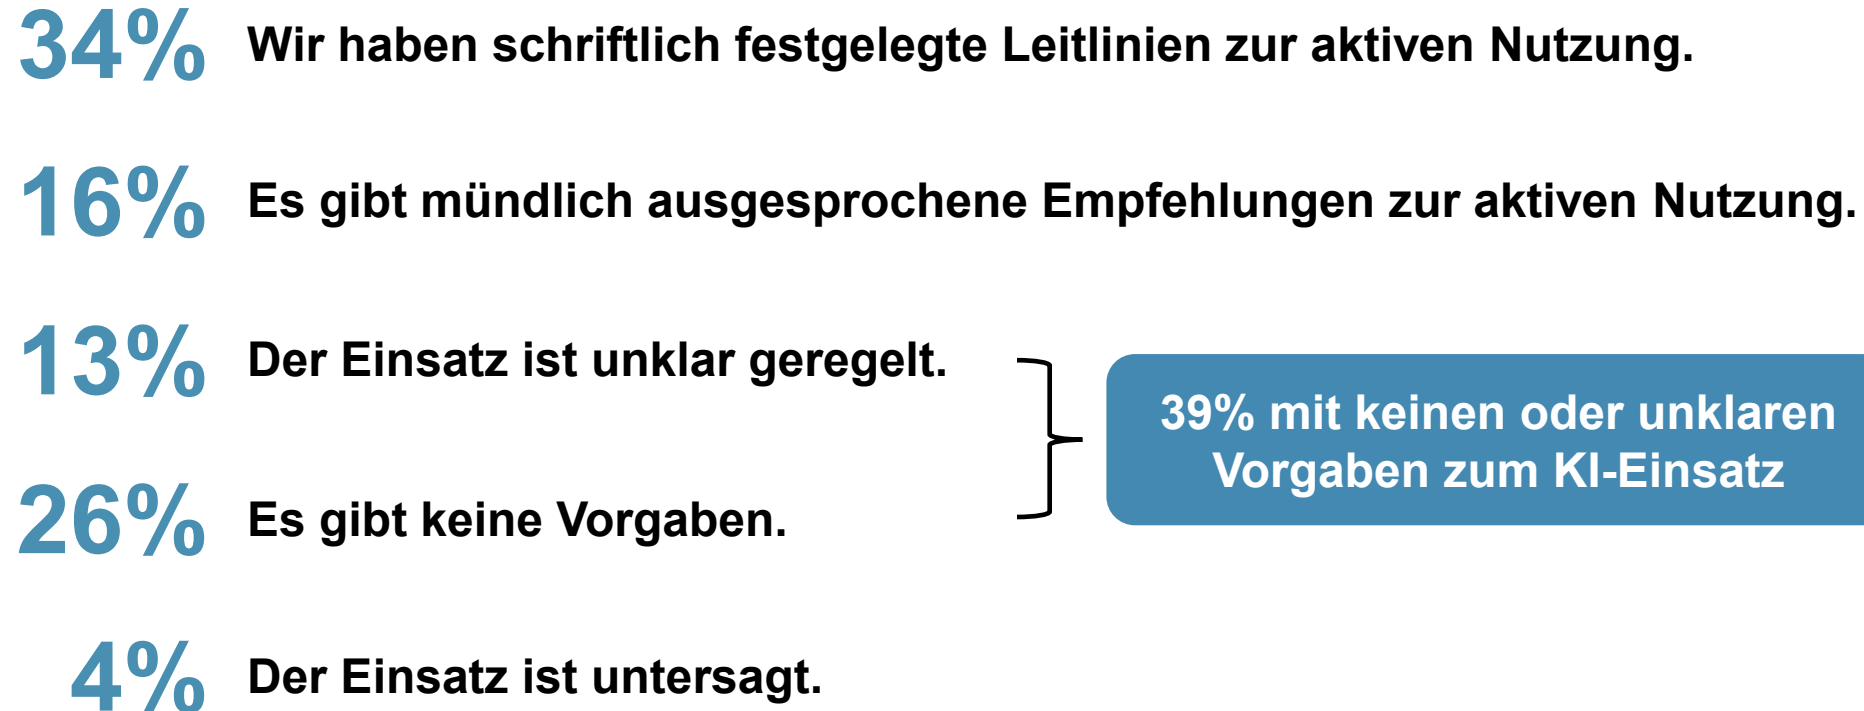 34% Wir haben schriftlich festgelegte Leitlinien zur aktiven Nutzung.
16% Es gibt mündlich ausgesprochene Empfehlungen zur aktiven Nutzung.
13% Der Einsatz ist unklar geregelt.
39% mit keinen oder unklaren
Vorgaben zum KI-Einsatz
26% Es gibt keine Vorgaben.
4% Der Einsatz ist untersagt.